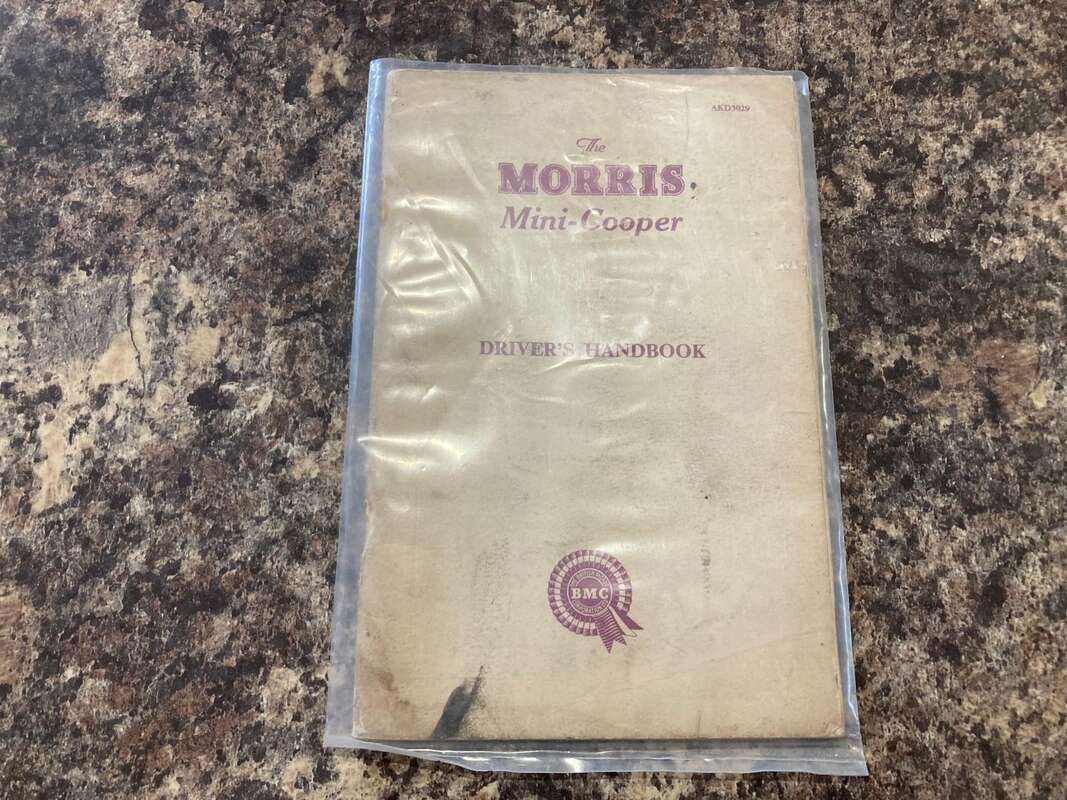 AKD3029
The
MORRIS
Mini-Cooper
DRIVER'S HANDBOOK
BMC